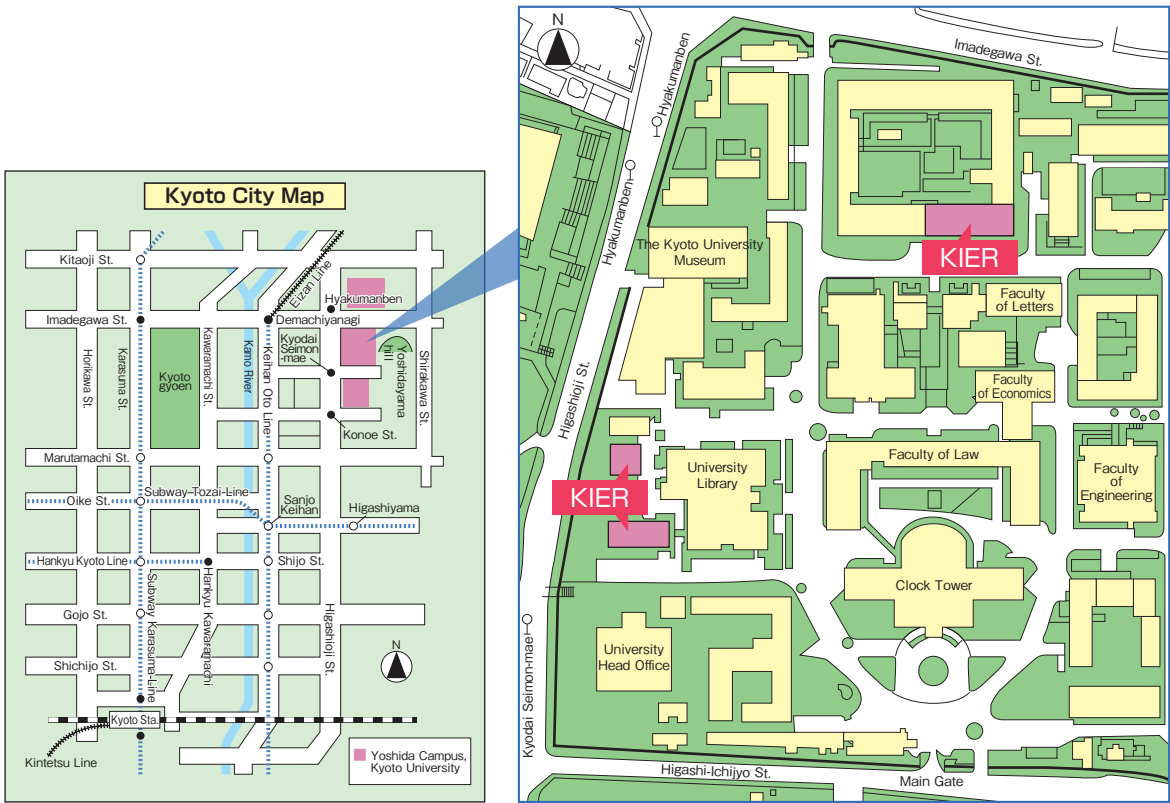 Kyoto City Map
Kitaoji St.
Eizan Line
Hyakumanben
Imadegawa St.
Demachiyanagi
Horikawa St.
Karasuma St.
Kyoto
gyoen
Kawaramachi St.
Kamo River
Keihan Oto Line
Kyodai
Seimon
-mae
Yoshidayama
hill
Shirakawa St.
Konoe St.
Marutamachi St.
Subway Tozai-Line
Oike St.
Sanjo
Keihan
Higashiyama
Hankyu Kyoto Line
Shijo St.
Subway Karasuma-Line
Hankyu Kawaramachi
Gojo St.
Higashioji St.
Shichijo St.
N
Kyoto Sta.
Kintetsu Line
Yoshida Campus,
Kyoto University
N
Hyakumanben
Hyakumanben
Imadegawa St.
The Kyoto University
Museum
KIER
Faculty
of Letters
Higashioji St.
Faculty
of Economics
Faculty of Law
University
Library
Faculty
of
Engineering
KIER
Clock Tower
University
Head Office
Kyodai Seimon-mae
Higashi-Ichijyo St.
Main Gate